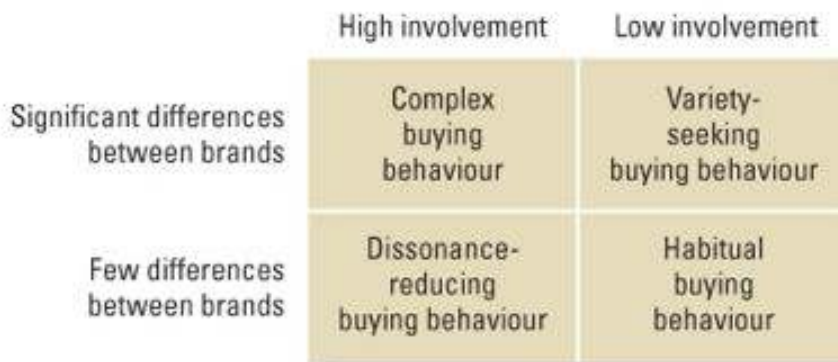 High involvement
Low involvement
Significant differences
between brands
Complex
buying
behaviour
Variety-
seeking
buying behaviour
Few differences
between brands
Dissonance-
reducing
buying behaviour
Habitual
buying
behaviour